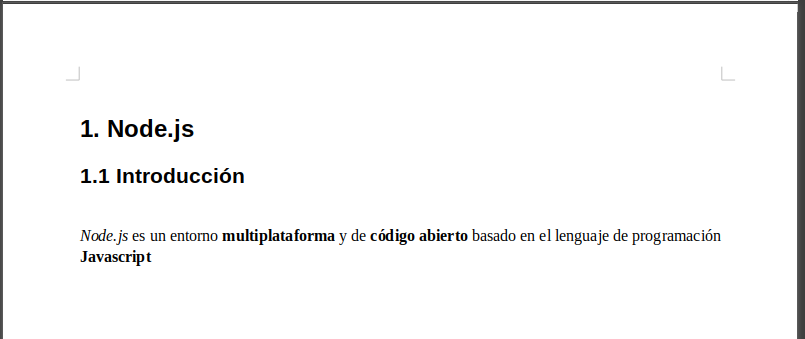 1. Node.js
1.1 Introducción
Node.js es un entorno multiplataforma y de código abierto basado en el lenguaje de programación
Javascript